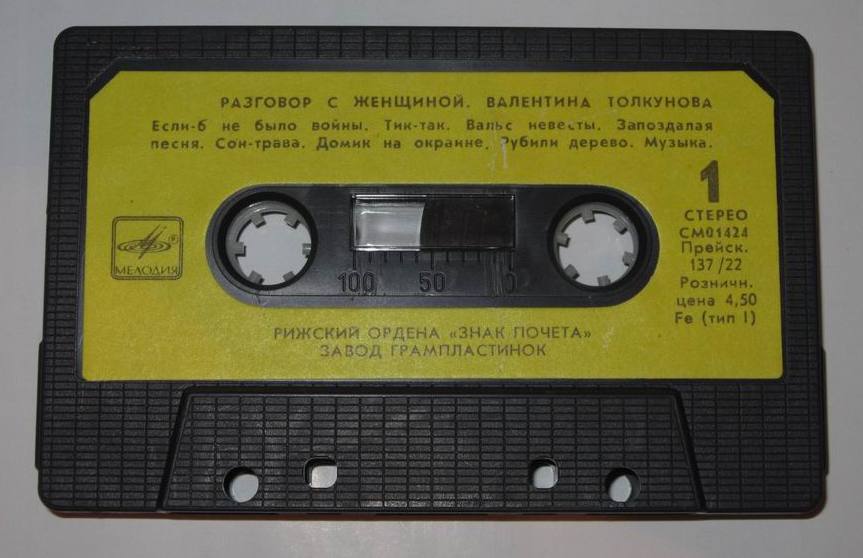 РАЗГОВОР С ЖЕНЩИНОЙ. ВАЛЕНТИНА ТОЛКУНОВА
Если-б не было войны. Тик-так. Вальс невесты. Запоздалая
песня. Сон-трава. Домик на окраине. Рубили дерево. Музыка.
1
СТЕРЕО
СМ01424
Прейск.
137/22
Розничн.
цена 4,50
Fe (тип I)
МЕЛОДИЯ
100 50 0
РИЖСКИЙ ОРДЕНА «ЗНАК ПОЧЕТА»
ЗАВОД ГРАМПЛАСТИНОК